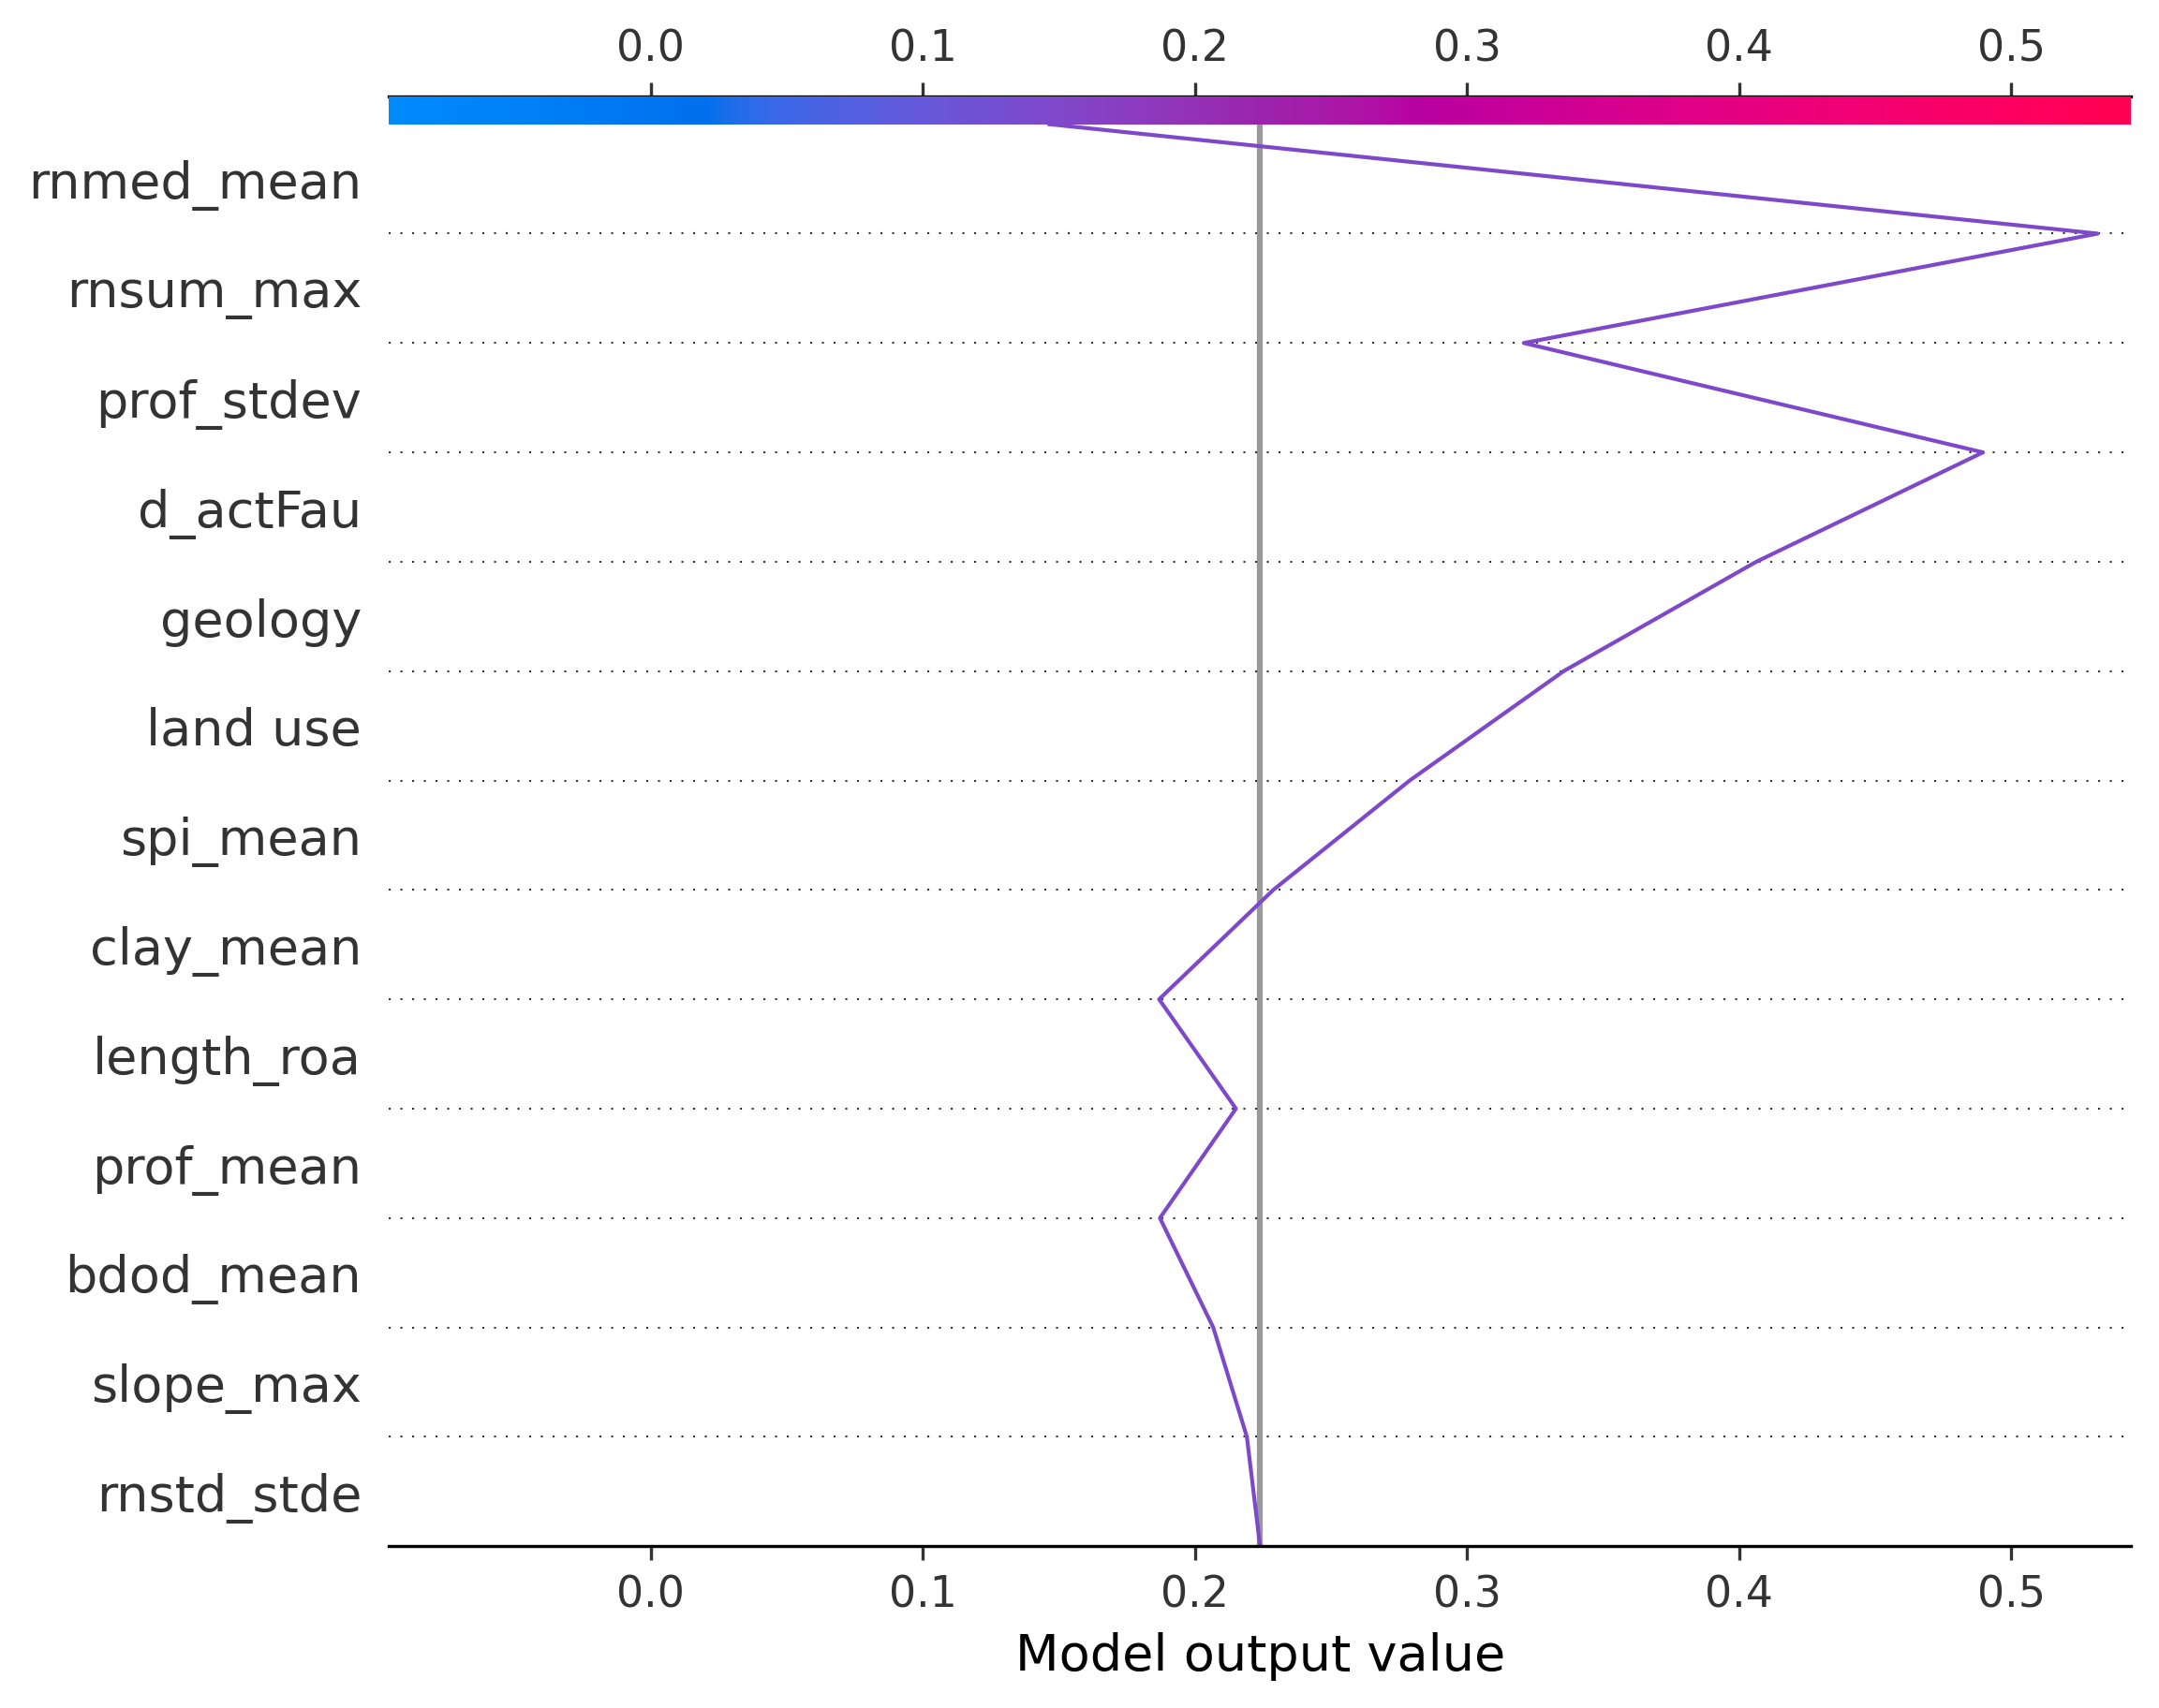 0.0 0.1 0.2 0.3 0.4 0.5
rnmed_mean
rnsum_max
prof_stdev
d_actFau
geology
land use
spi_mean
clay_mean
length_roa
prof_mean
bdod_mean
slope_max
rnstd_stde
0.0 0.1 0.2 0.3 0.4 0.5
Model output value